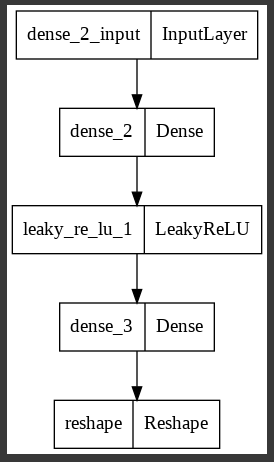 dense_2_input InputLayer
dense_2 Dense
leaky_re_lu_1 LeakyReLU
dense_3 Dense
reshape Reshape